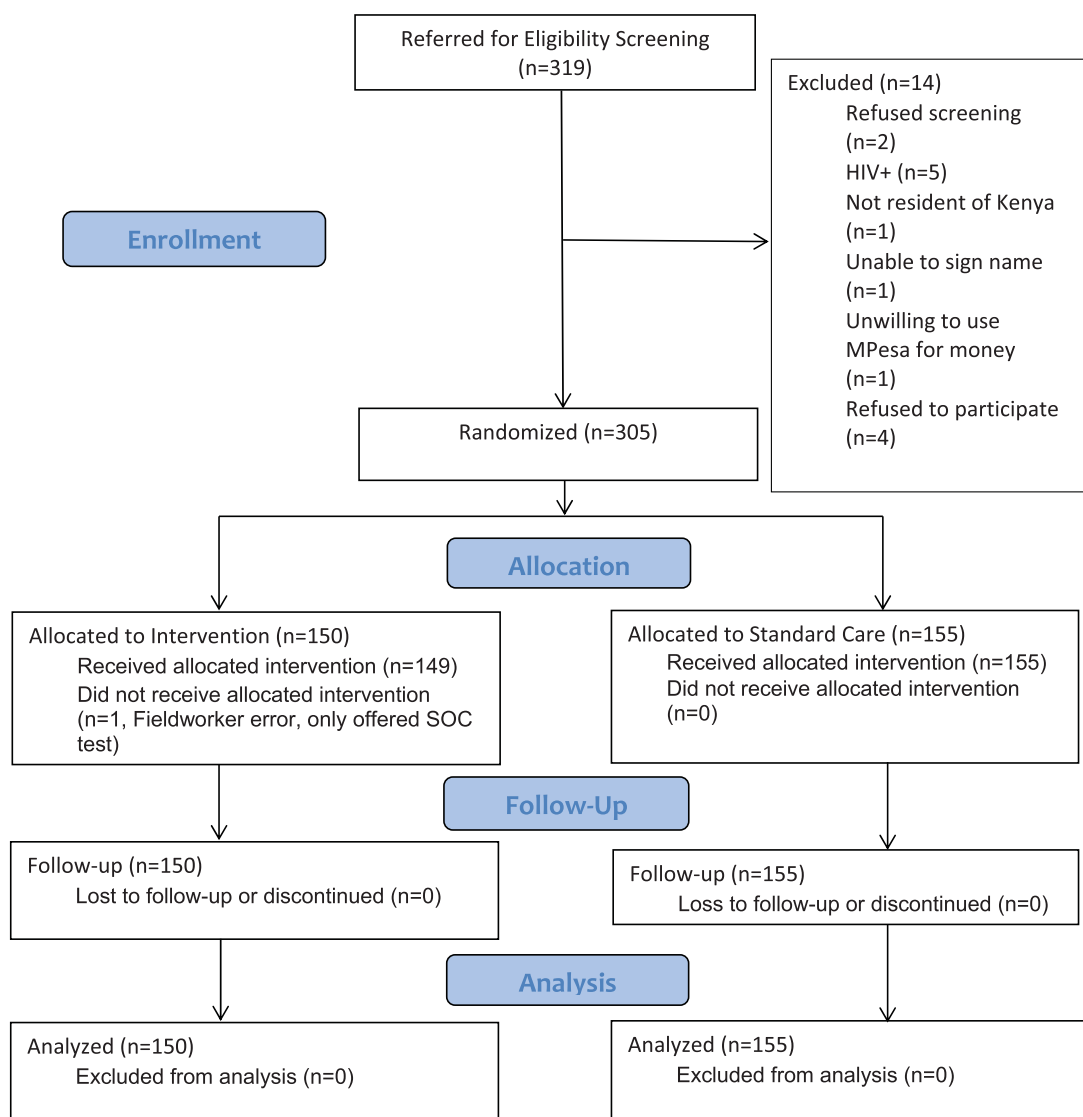 Referred for Eligibility Screening
(n=319)
Excluded (n=14)
Refused screening
(n=2)
HIV+ (n=5)
Not resident of Kenya
(n=1)
Unable to sign name
(n=1)
Unwilling to use
MPesa for money
(n=1)
Refused to participate
(n=4)
Enrollment
Randomized (n=305)
Allocation
Allocated to Intervention (n=150)
Received allocated intervention (n=149)
Did not receive allocated intervention
(n=1, Fieldworker error, only offered SOC
test)
Allocated to Standard Care (n=155)
Received allocated intervention (n=155)
Did not receive allocated intervention
(n=0)
Follow-Up
Follow-up (n=150)
Lost to follow-up or discontinued (n=0)
Follow-up (n=155)
Loss to follow-up or discontinued (n=0)
Analysis
Analyzed (n=150)
Excluded from analysis (n=0)
Analyzed (n=155)
Excluded from analysis (n=0)